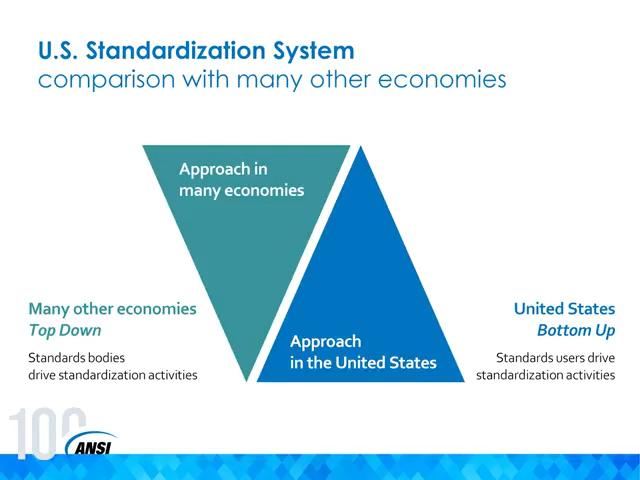 U.S. Standardization System
comparison with many other economies
Approach in
many economies
Many other economies
Top Down
Standards bodies
drive standardization activities
Approach
in the United States
United States
Bottom Up
Standards users drive
standardization activities
100
ANSI